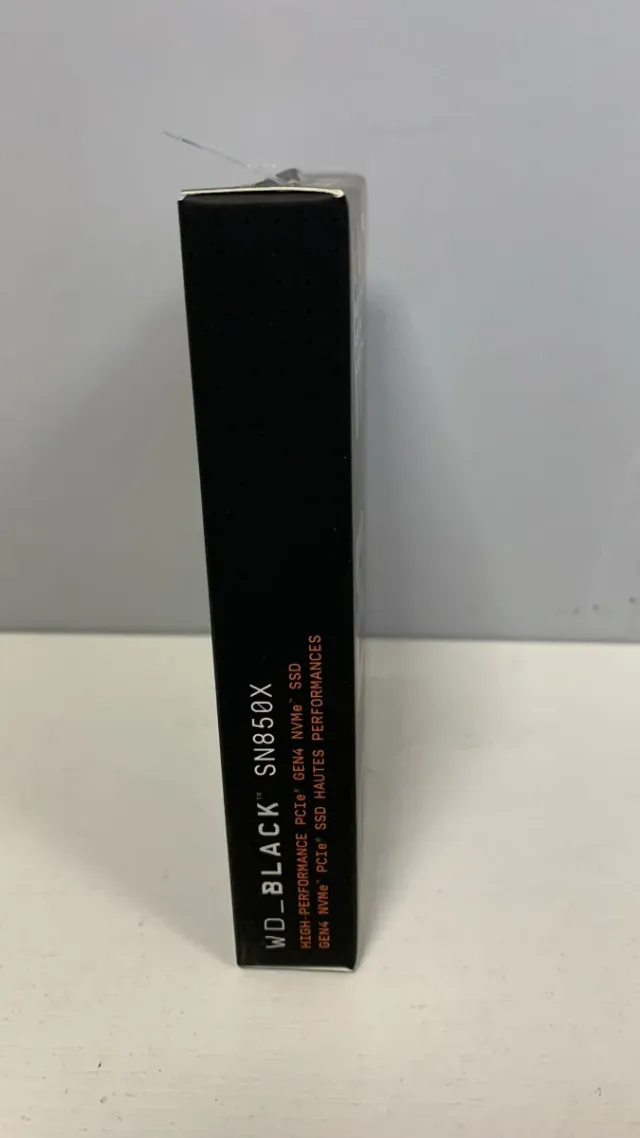 WD_BLACK™ SN850X
HIGH-PERFORMANCE PCIe® GEN4 NVMe™ SSD
GEN4 NVMe™ PCIe® SSD HAUTES PERFORMANCES